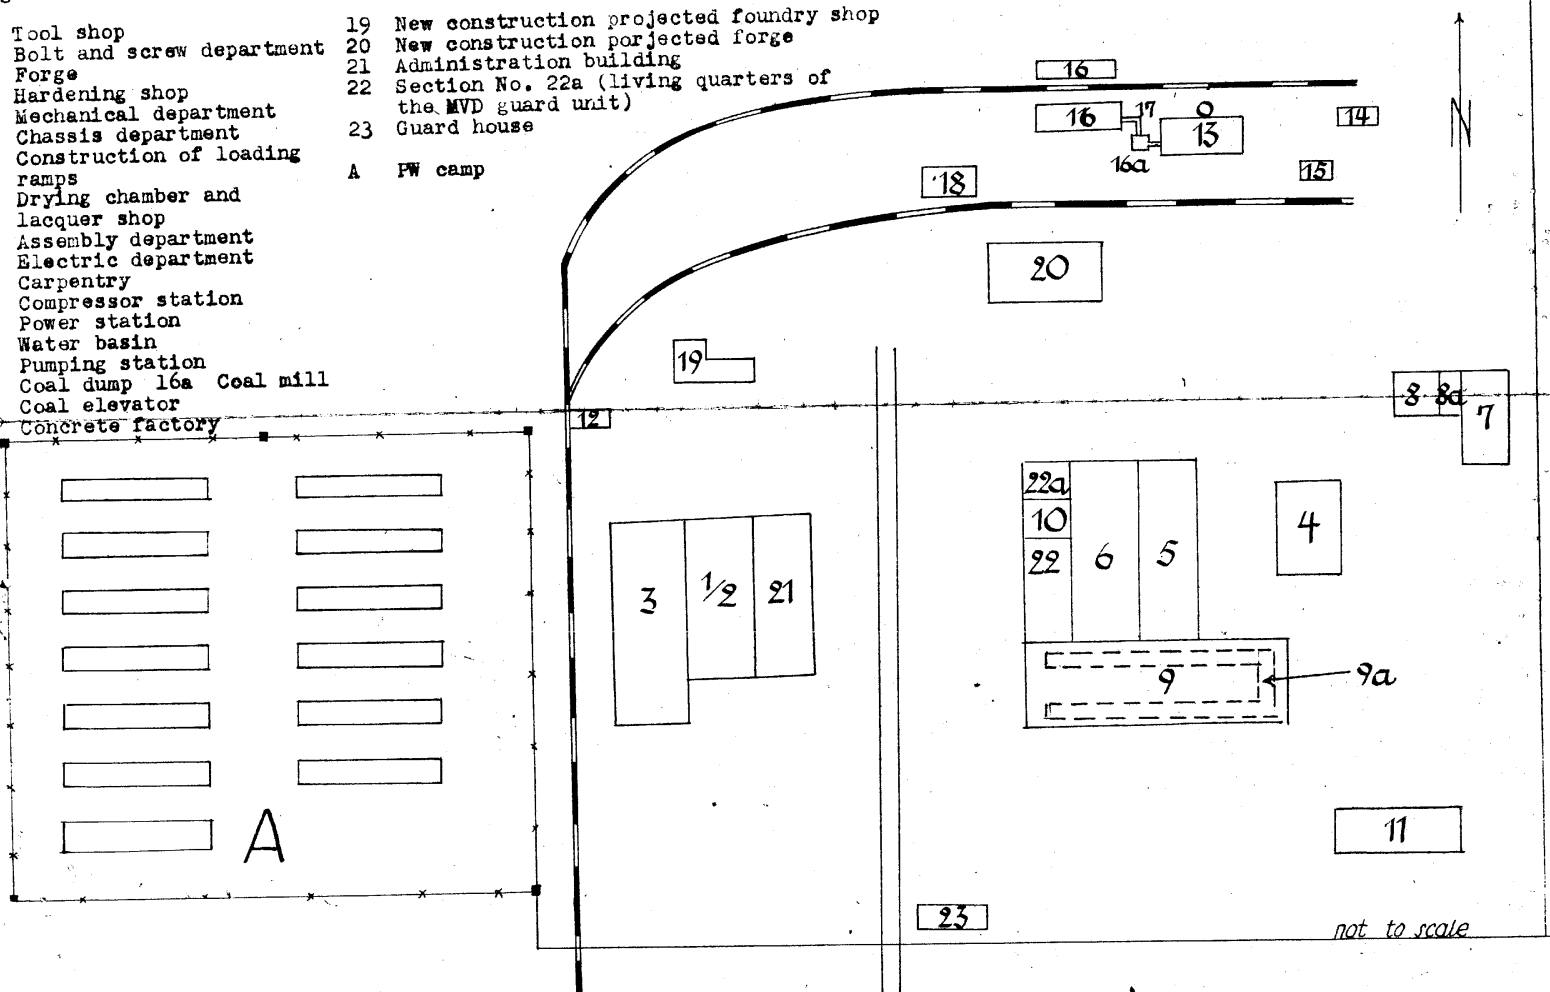 Tool shop
Bolt and screw department
Forge
Hardening shop
Mechanical department
Chassis department
Construction of loading
ramps
Drying chamber and
lacquer shop
Assembly department
Electric department
Carpentry
Compressor station
Power station
Water basin
Pumping station
Coal dump 16a Coal mill
Coal elevator
Concrete factory
19 New construction projected foundry shop
20 New construction porjected forge
21 Administration building
22 Section No. 22a (living quarters of
the MVD guard unit)
23 Guard house
A PW camp
16
N
16
17
13
14
16a
15
18
20
19
12
8
8a
7
22a
10
22
6
5
4
3
1/2
21
9
9a
11
A
23
not to scale